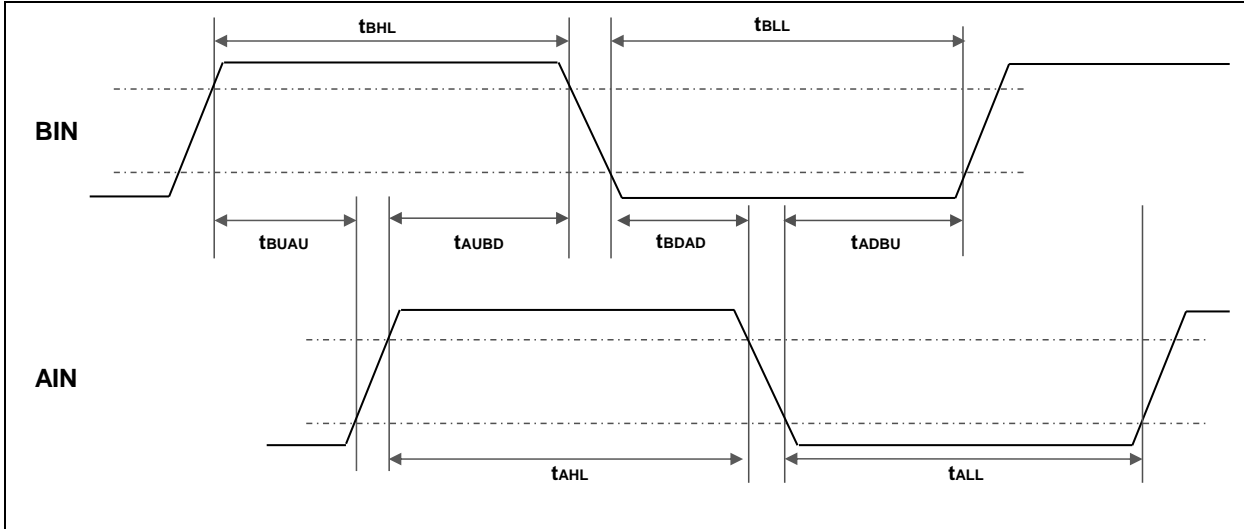 tBHL
tBLL
BIN
tBUAU
tAUBD
tBDAD
tADBU
AIN
tAHL
tALL